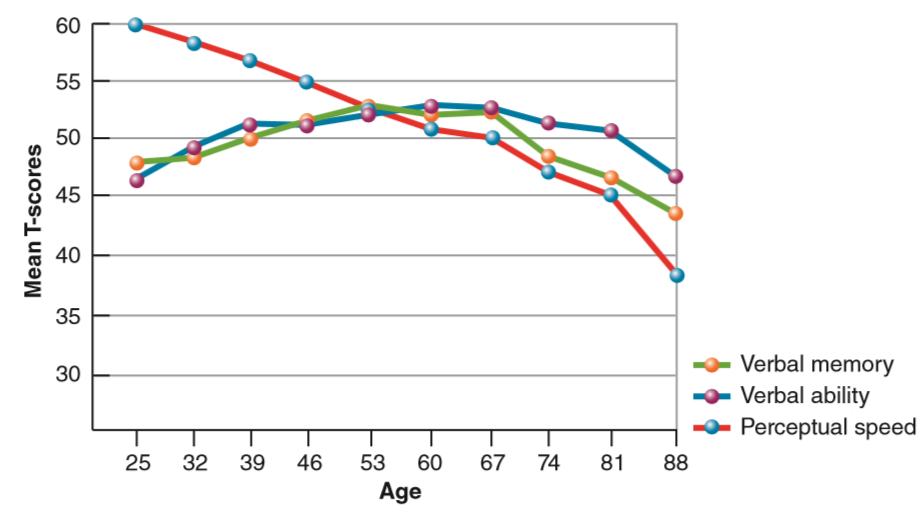 60
55
50
45
40
35
30
Mean T-scores
25 32 39 46 53 60 67 74 81 88
Age
Verbal memory
Verbal ability
Perceptual speed